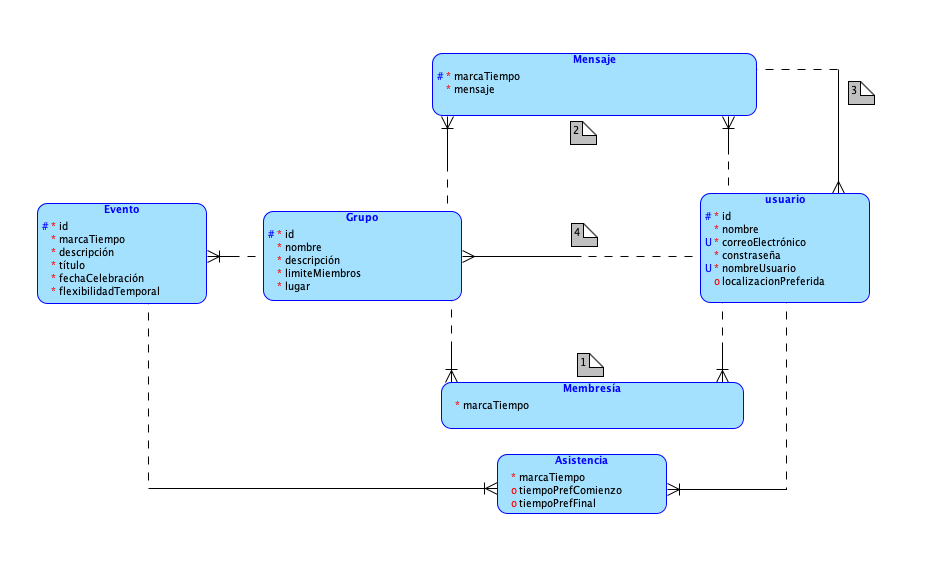 Mensaje
# * marcaTiempo
* mensaje
3
2
Evento
# * id
* marcaTiempo
* descripción
* título
* fechaCelebración
* flexibilidadTemporal
Grupo
# * id
* nombre
* descripción
* limiteMiembros
* lugar
4
usuario
# * id
* nombre
U * correoElectrónico
* constraseña
U * nombreUsuario
o localizacionPreferida
1
Membresía
* marcaTiempo
Asistencia
* marcaTiempo
o tiempoPrefComienzo
o tiempoPrefFinal